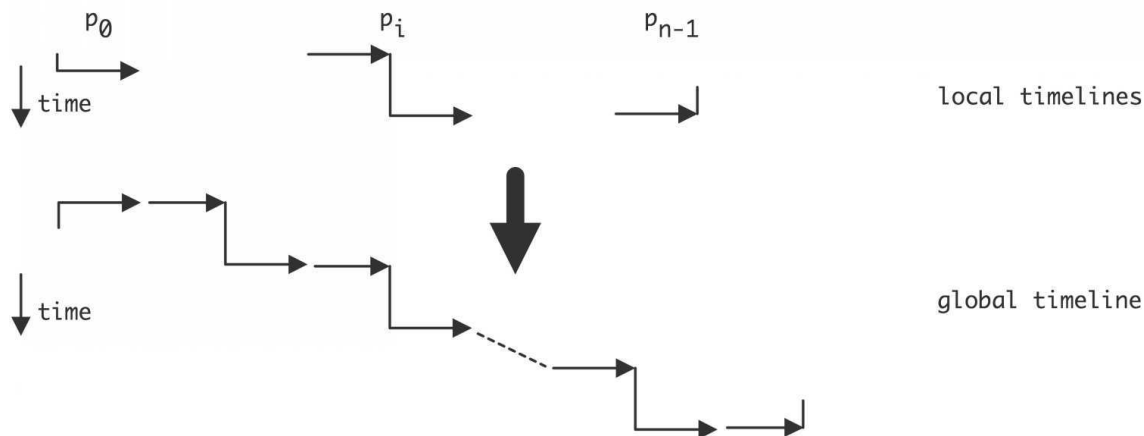 p0 pi pn-1
time
local timelines
time
global timeline